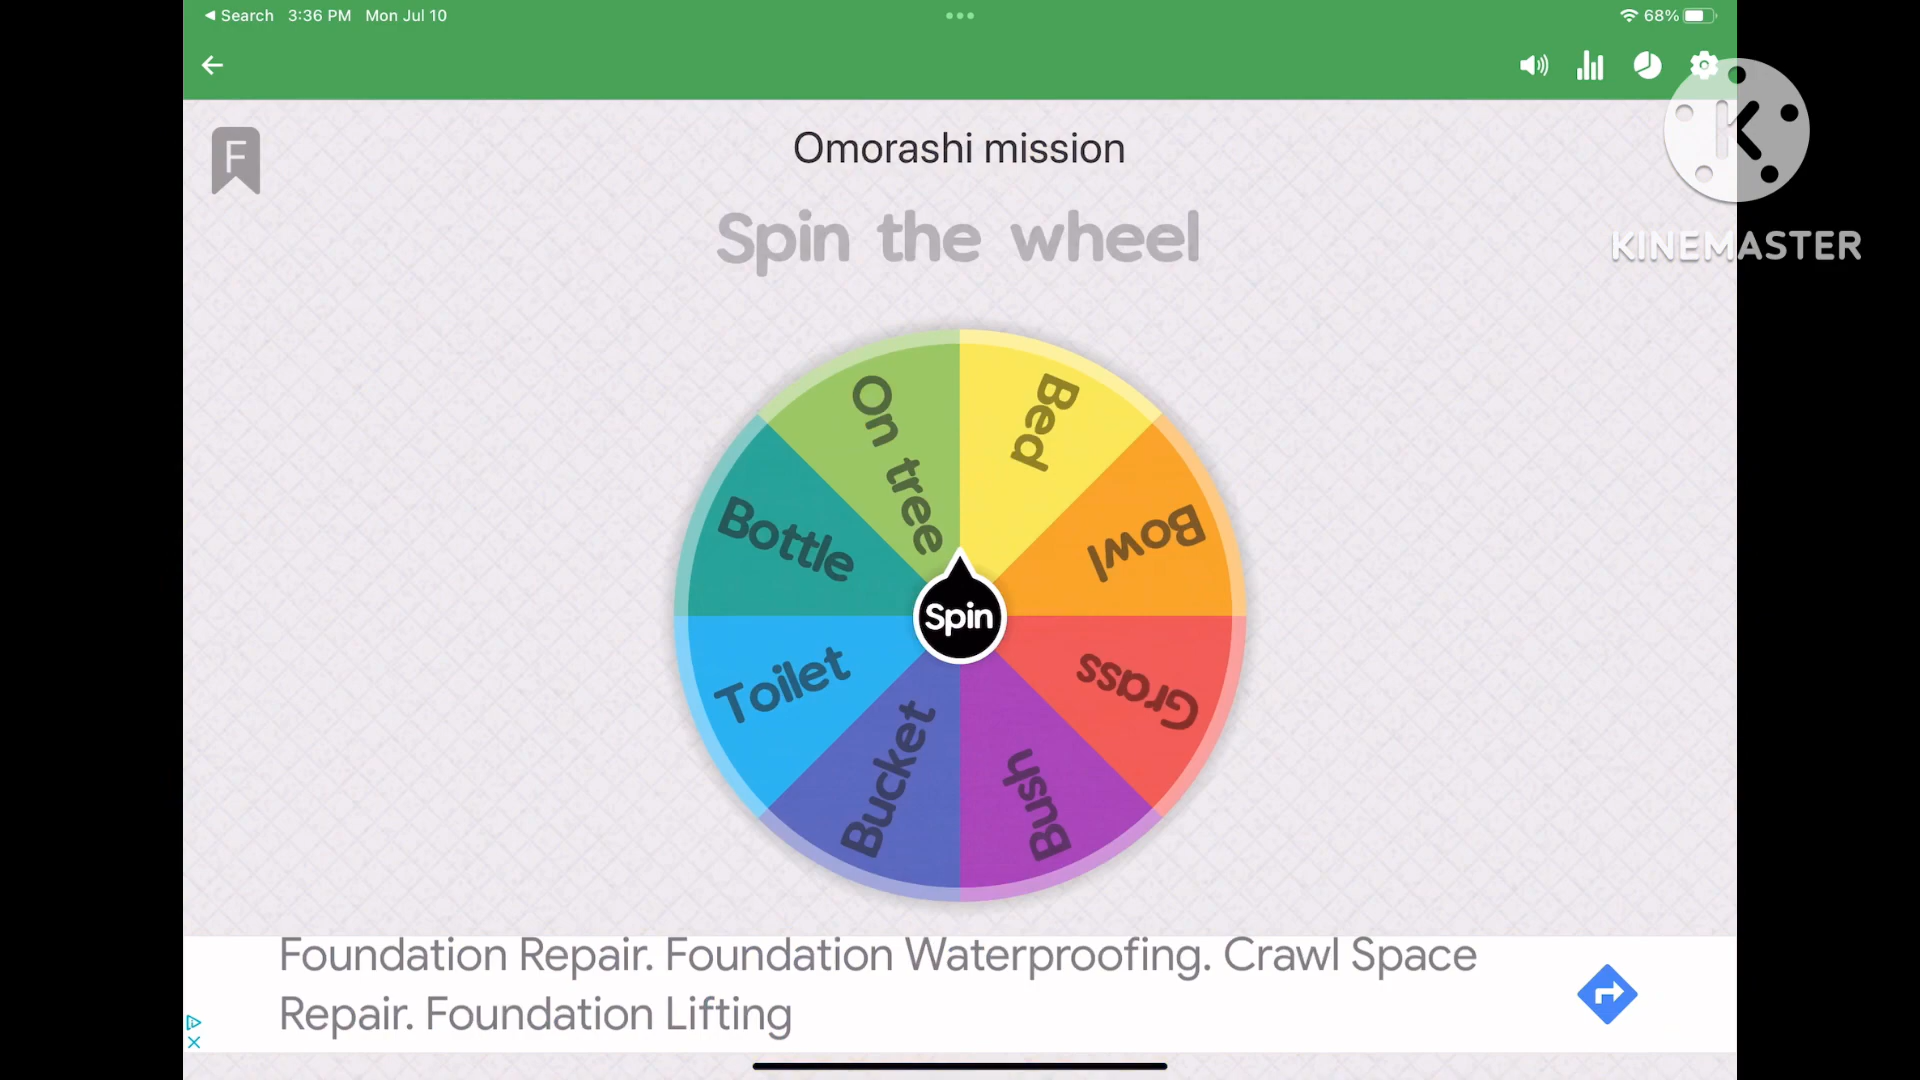 Search 3:36 PM Mon Jul 10
68%
F
Omorashi mission
Spin the wheel
K
KINEMASTER
On tree
Bed
Bottle
Bowl
Spin
Toilet
Grass
Bucket
Bush
Foundation Repair. Foundation Waterproofing. Crawl Space
Repair. Foundation Lifting